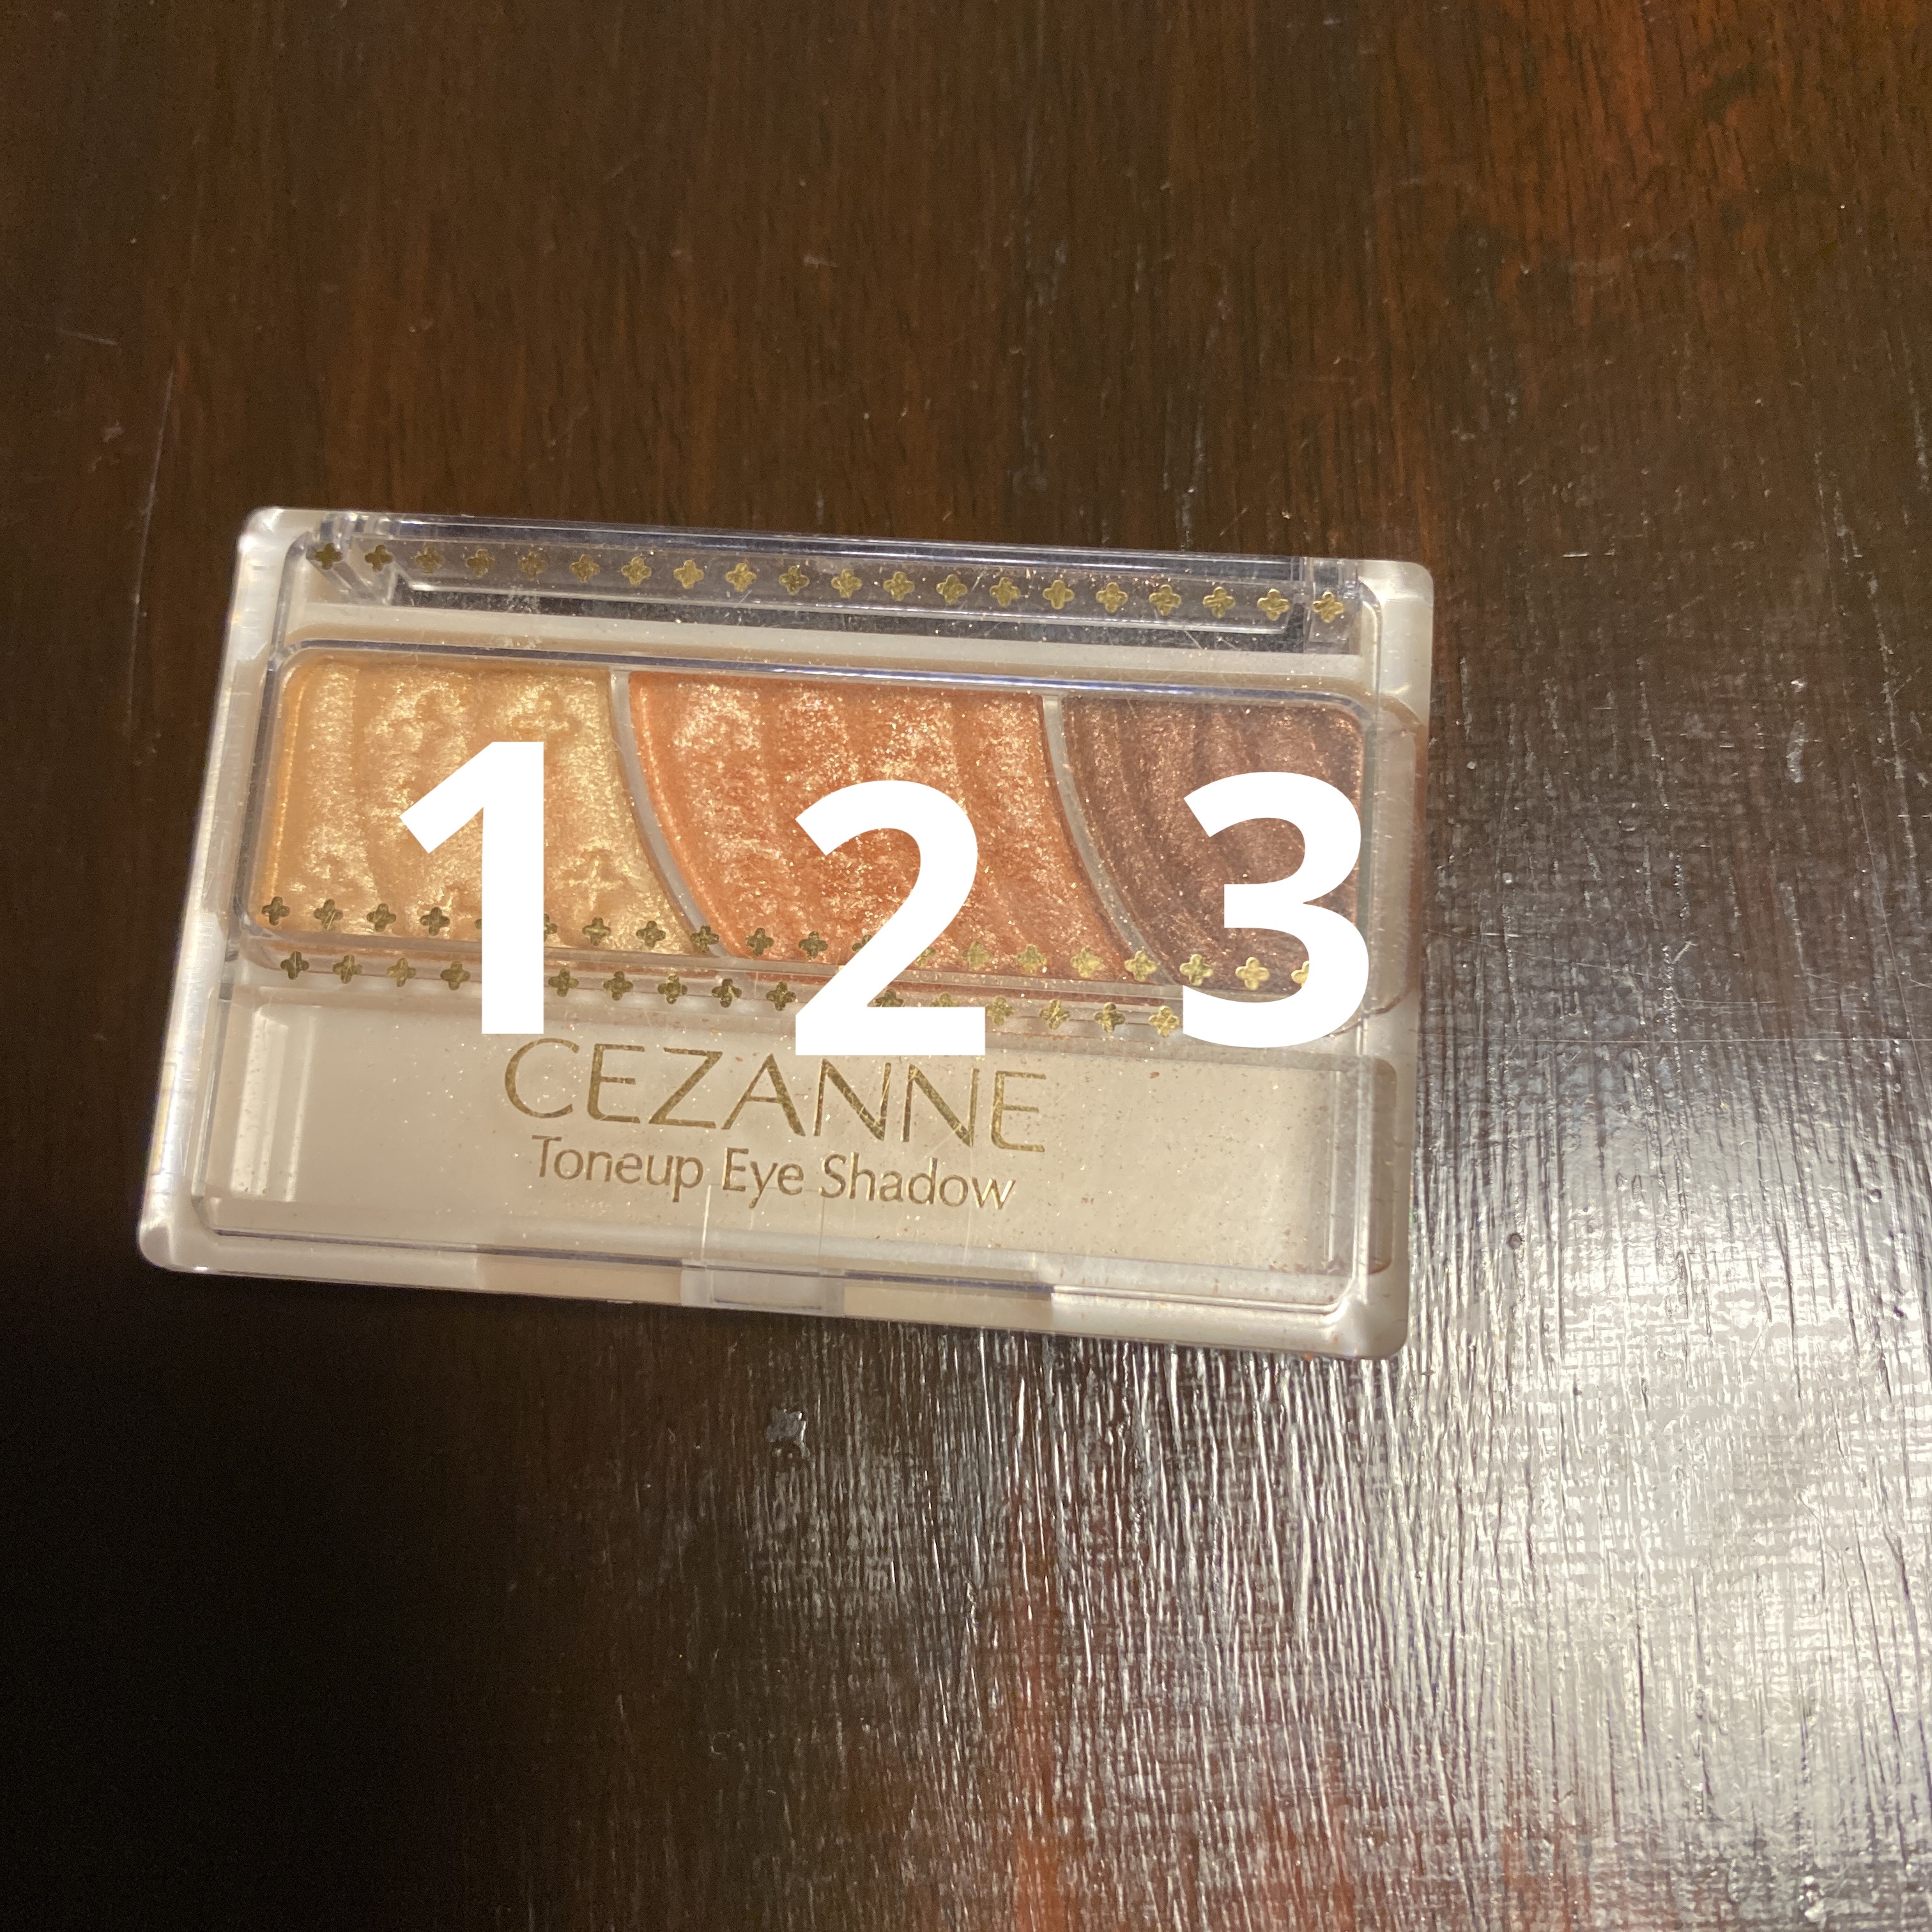 1 2 3
CEZANNE
Toneup Eye Shadow